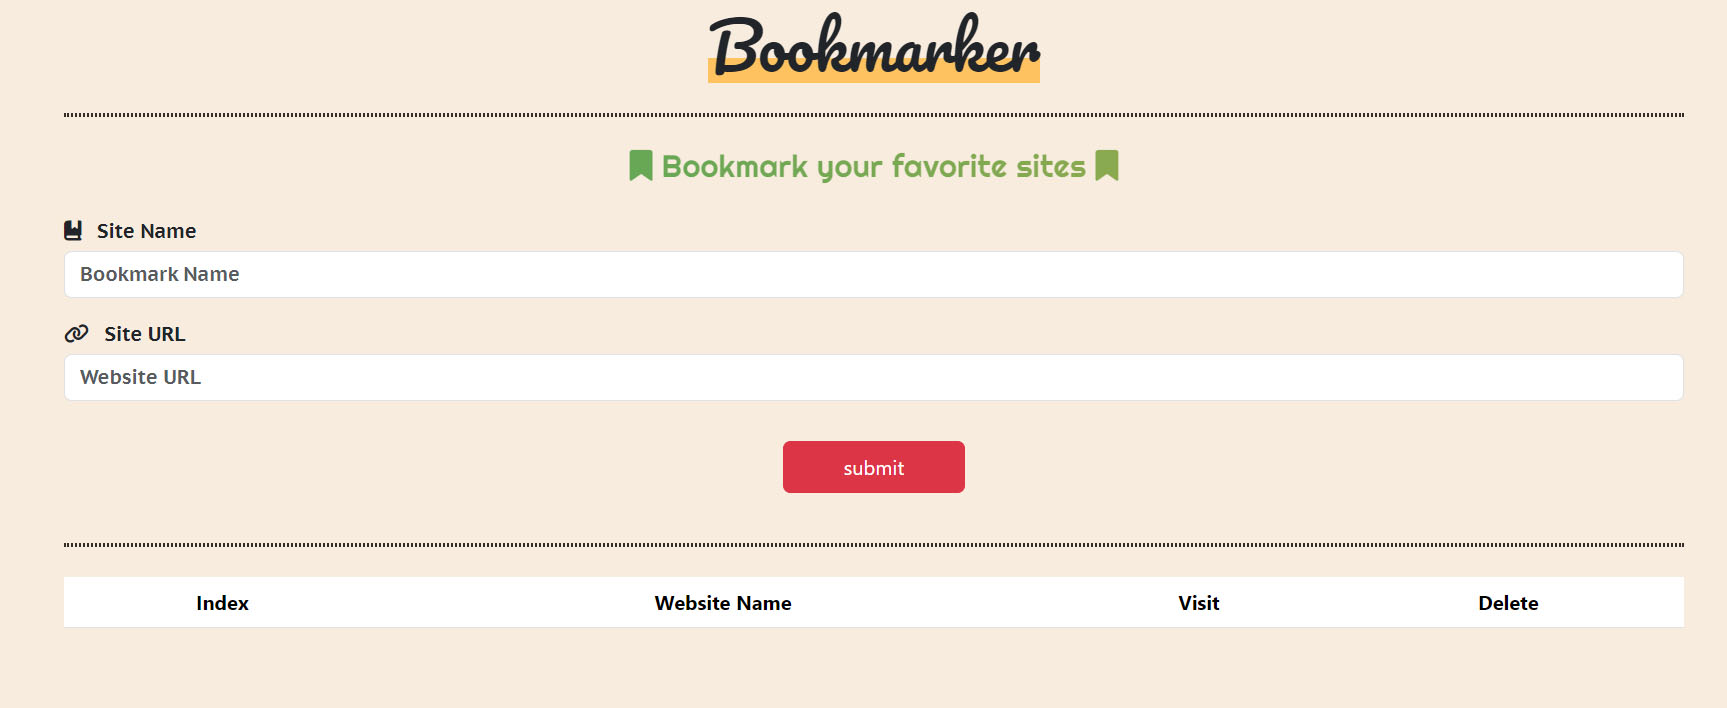 Bookmarker
Bookmark your favorite sites
Site Name
Bookmark Name
Site URL
Website URL
submit
Index Website Name Visit Delete